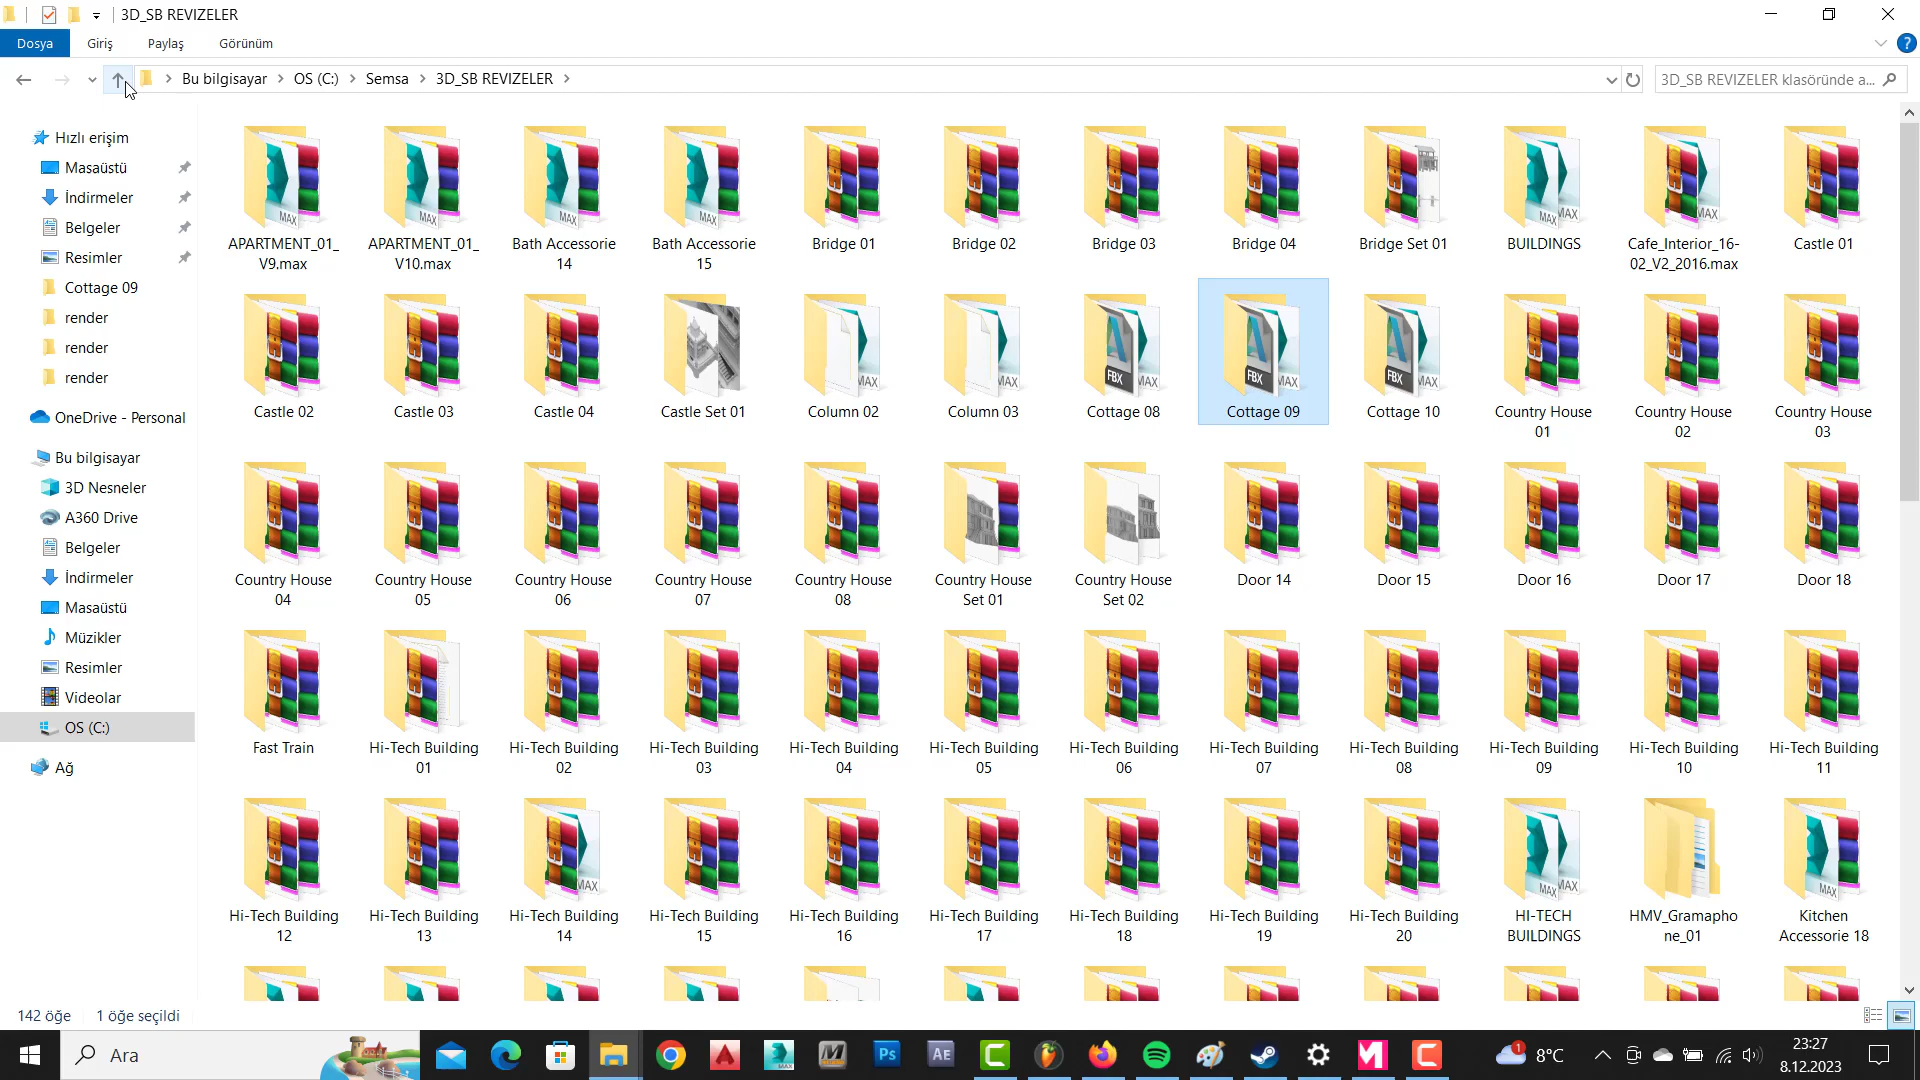 3D_SB REVIZELER
Dosya
Giriş
Paylaş
Görünüm
Bu bilgisayar
OS (C:)
Semsa
3D_SB REVIZELER
3D_SB REVIZELER klasöründe a...
Hızlı erişim
Masaüstü
İndirmeler
Belgeler
Resimler
Cottage 09
render
render
render
OneDrive - Personal
Bu bilgisayar
3D Nesneler
A360 Drive
Belgeler
İndirmeler
Masaüstü
Müzikler
Resimler
Videolar
OS (C:)
Ağ
APARTMENT_01_
V9.max
APARTMENT_01_
V10.max
Bath Accessorie
14
Bath Accessorie
15
Bridge 01
Bridge 02
Bridge 03
Bridge 04
Bridge Set 01
BUILDINGS
Cafe_Interior_16-
02_V2_2016.max
Castle 01
Castle 02
Castle 03
Castle 04
Castle Set 01
Column 02
Column 03
Cottage 08
Cottage 09
Cottage 10
Country House
01
Country House
02
Country House
03
Country House
04
Country House
05
Country House
06
Country House
07
Country House
08
Country House
Set 01
Country House
Set 02
Door 14
Door 15
Door 16
Door 17
Door 18
Fast Train
Hi-Tech Building
01
Hi-Tech Building
02
Hi-Tech Building
03
Hi-Tech Building
04
Hi-Tech Building
05
Hi-Tech Building
06
Hi-Tech Building
07
Hi-Tech Building
08
Hi-Tech Building
09
Hi-Tech Building
10
Hi-Tech Building
11
Hi-Tech Building
12
Hi-Tech Building
13
Hi-Tech Building
14
Hi-Tech Building
15
Hi-Tech Building
16
Hi-Tech Building
17
Hi-Tech Building
18
Hi-Tech Building
19
Hi-Tech Building
20
HI-TECH
BUILDINGS
HMV_Gramapho
ne_01
Kitchen
Accessorie 18
142 öğe
1 öğe seçildi
Ara
8°C
23:27
8.12.2023